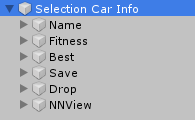 Selection Car Info
Name
Fitness
Best
Save
Drop
NNView